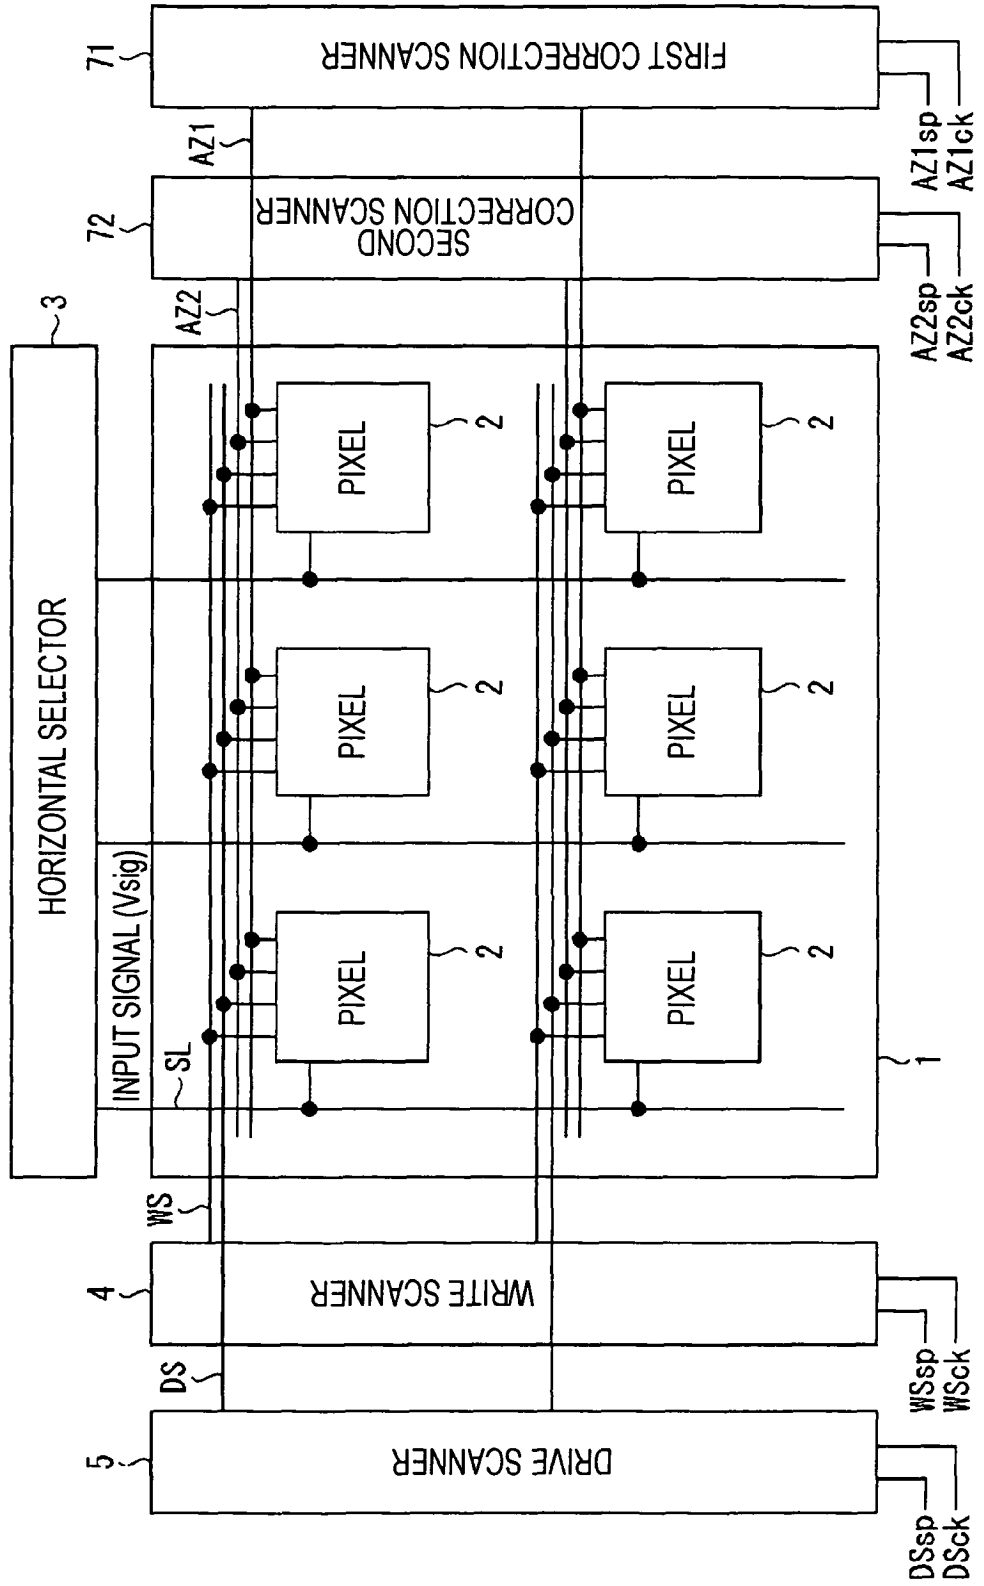 3
HORIZONTAL SELECTOR
5
DS
4
WS
INPUT SIGNAL (Vsig)
SL
AZ2
72
AZ1
71
DRIVE SCANNER
WRITE SCANNER
PIXEL
2
PIXEL
2
PIXEL
2
SECOND
CORRECTION SCANNER
FIRST CORRECTION SCANNER
PIXEL
2
PIXEL
2
PIXEL
2
1
DSsp
DSck
WSsp
WSck
AZ2sp
AZ2ck
AZ1sp
AZ1ck